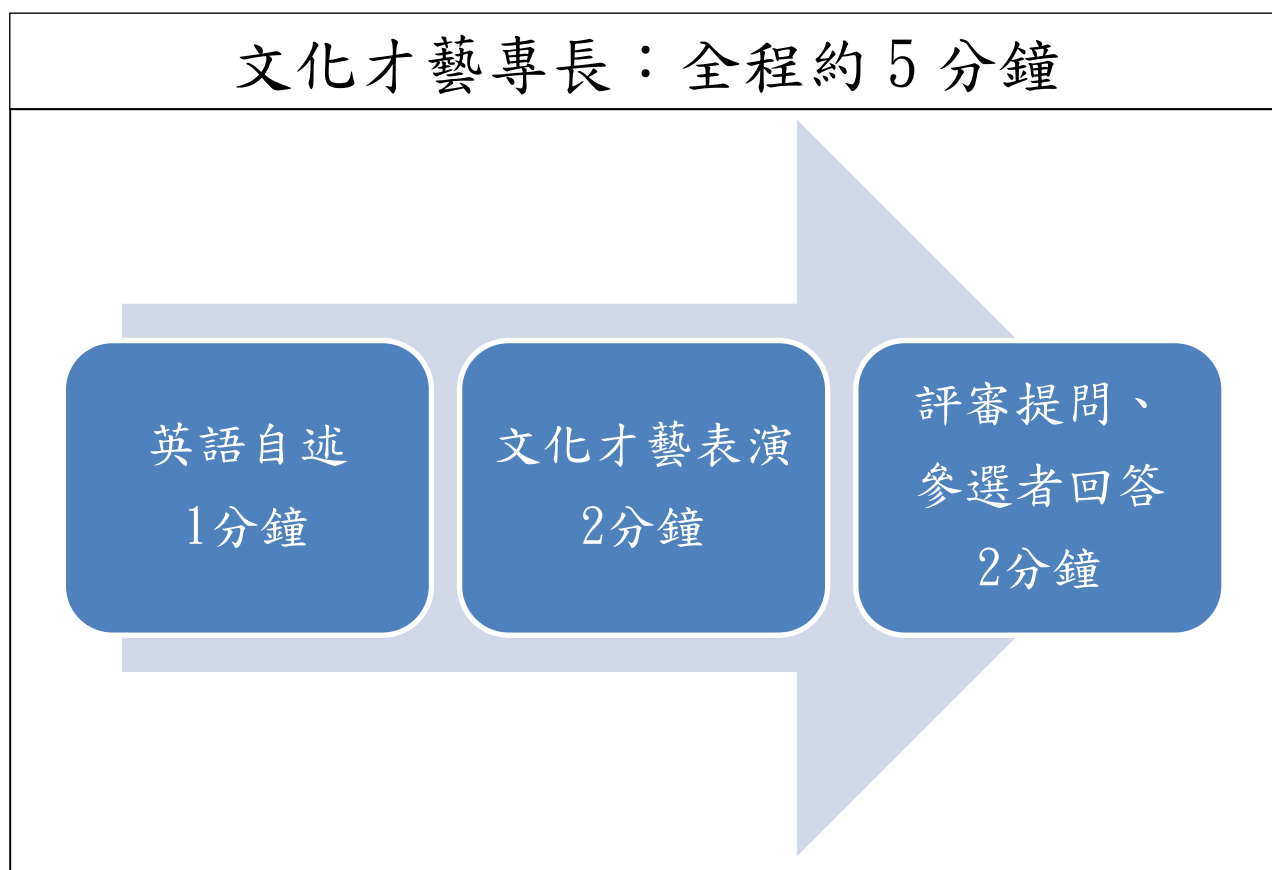 文化才藝專長：全程約 5 分鐘
英語自述
1分鐘
文化才藝表演
2分鐘
評審提問、
參選者回答
2分鐘